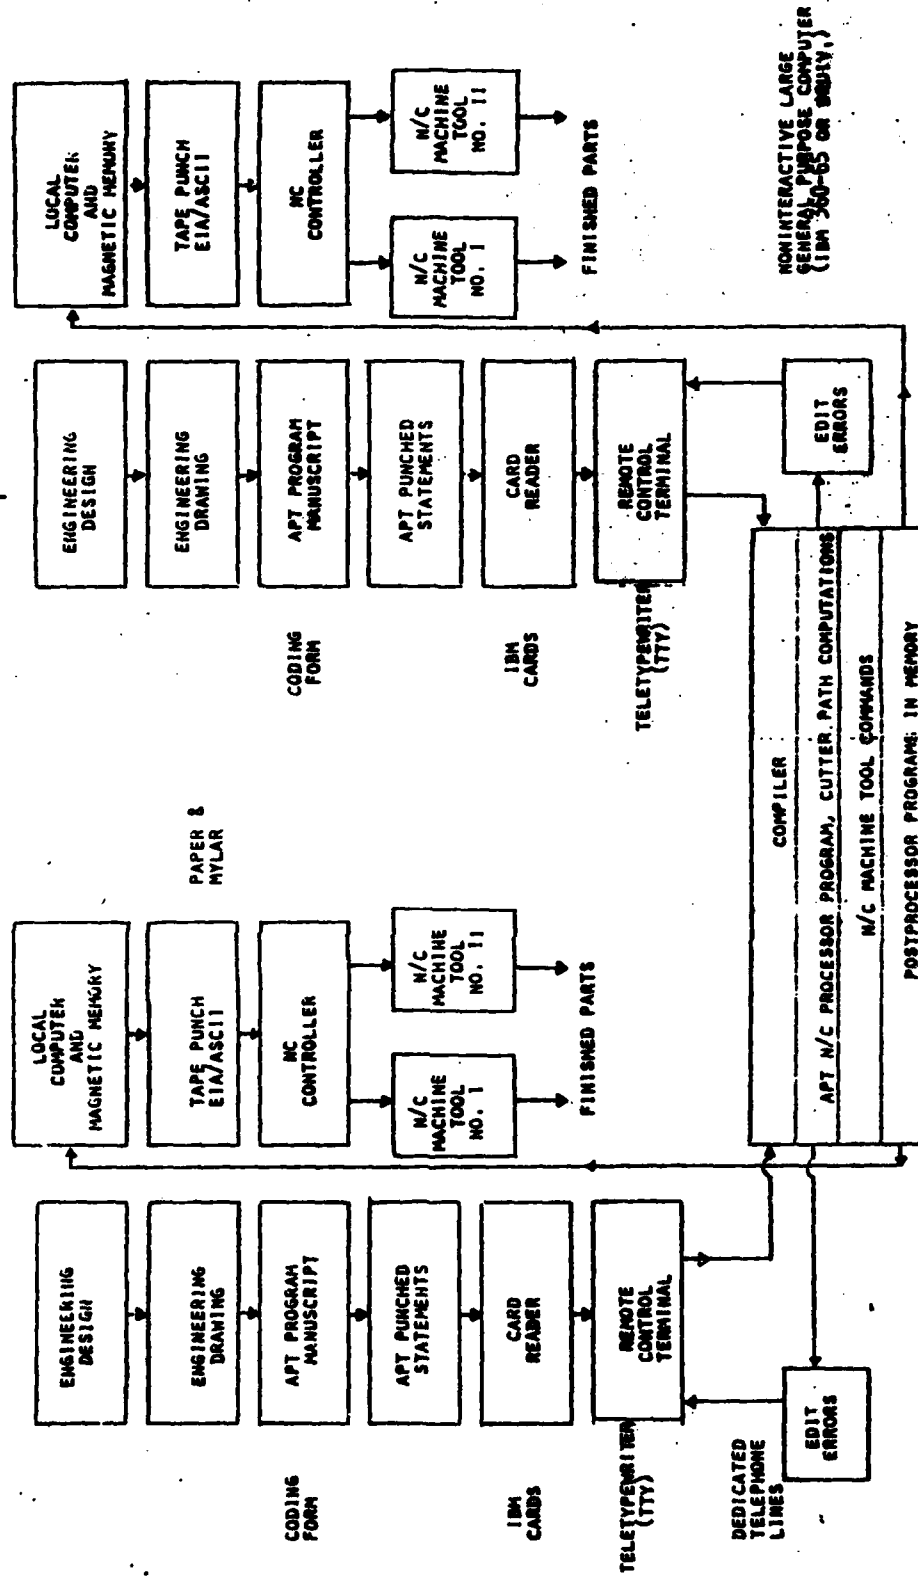 ENGINEERING
DESIGN
ENGINEERING
DRAWING
CODING
FORM
APT PROGRAM
MANUSCRIPT
APT PUNCHED
STATEMENTS
IBM
CARDS
CARD
READER
TELETYPEWRITER
(TTY)
REMOTE
CONTROL
TERMINAL
DEDICATED
TELEPHONE
LINES
EDIT
ERRORS
LOCAL
COMPUTER
AND
MAGNETIC MEMORY
TAPE PUNCH
EIA/ASCII
PAPER &
MYLAR
NC
CONTROLLER
N/C
MACHINE
TOOL
NO. I
N/C
MACHINE
TOOL
NO. II
FINISHED PARTS
COMPILER
APT N/C PROCESSOR PROGRAM, CUTTER PATH COMPUTATIONS
N/C MACHINE TOOL COMMANDS
POSTPROCESSOR PROGRAMS IN MEMORY
ENGINEERING
DESIGN
ENGINEERING
DRAWING
CODING
FORM
APT PROGRAM
MANUSCRIPT
APT PUNCHED
STATEMENTS
IBM
CARDS
CARD
READER
TELETYPEWRITER
(TTY)
REMOTE
CONTROL
TERMINAL
EDIT
ERRORS
LOCAL
COMPUTER
AND
MAGNETIC MEMORY
TAPE PUNCH
EIA/ASCII
NC
CONTROLLER
N/C
MACHINE
TOOL
NO. I
N/C
MACHINE
TOOL
NO. II
FINISHED PARTS
NONINTERACTIVE LARGE
GENERAL PURPOSE COMPUTER
(IBM 360-65 OR EQUIV.)